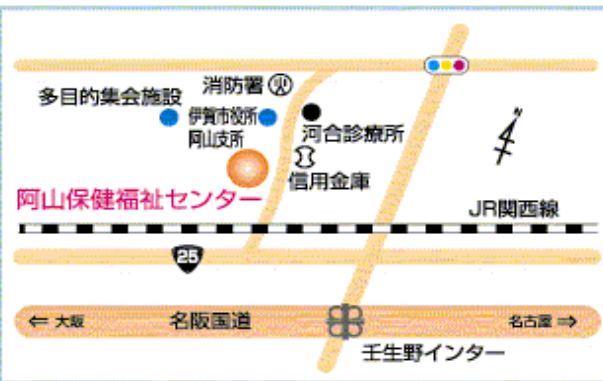 消防署
多目的集会施設
伊賀市役所
阿山支所
河合診療所
信用金庫
N
阿山保健福祉センター
JR関西線
25
⇐ 大阪
名阪国道
名古屋 ⇒
壬生野インター